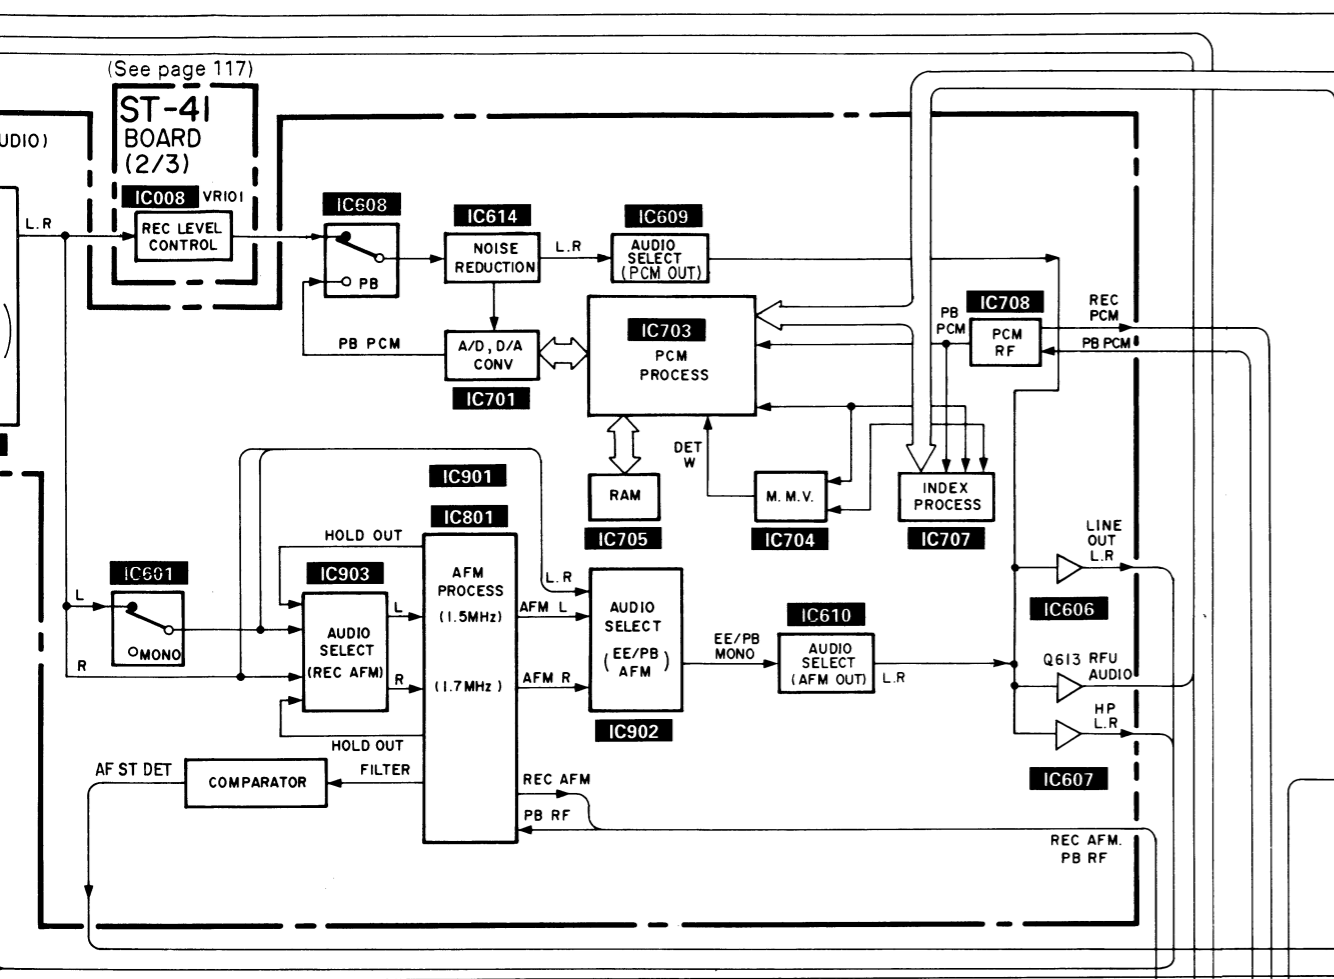 (See page 117)
ST-41
BOARD
(2/3)
UDIO)
IC008 VR101
REC LEVEL
CONTROL
L.R
IC608
PB
IC614
NOISE
REDUCTION
L.R
IC609
AUDIO
SELECT
(PCM OUT)
PB PCM
A/D, D/A
CONV
IC701
IC703
PCM
PROCESS
PB
PCM
IC708
PCM
RF
REC
PCM
PB PCM
DET
W
RAM
IC705
M. M.V.
IC704
INDEX
PROCESS
IC707
IC901
IC801
AFM
PROCESS
(1.5MHz)
(1.7MHz)
HOLD OUT
IC903
AUDIO
SELECT
(REC AFM)
L
R
HOLD OUT
IC601
L
MONO
R
L.R
AFM L
AFM R
AUDIO
SELECT
(EE/PB
AFM)
IC902
EE/PB
MONO
IC610
AUDIO
SELECT
(AFM OUT)
L.R
LINE
OUT
L.R
IC606
Q613 RFU
AUDIO
HP
L.R
IC607
AF ST DET
COMPARATOR
FILTER
REC AFM
PB RF
REC AFM.
PB RF